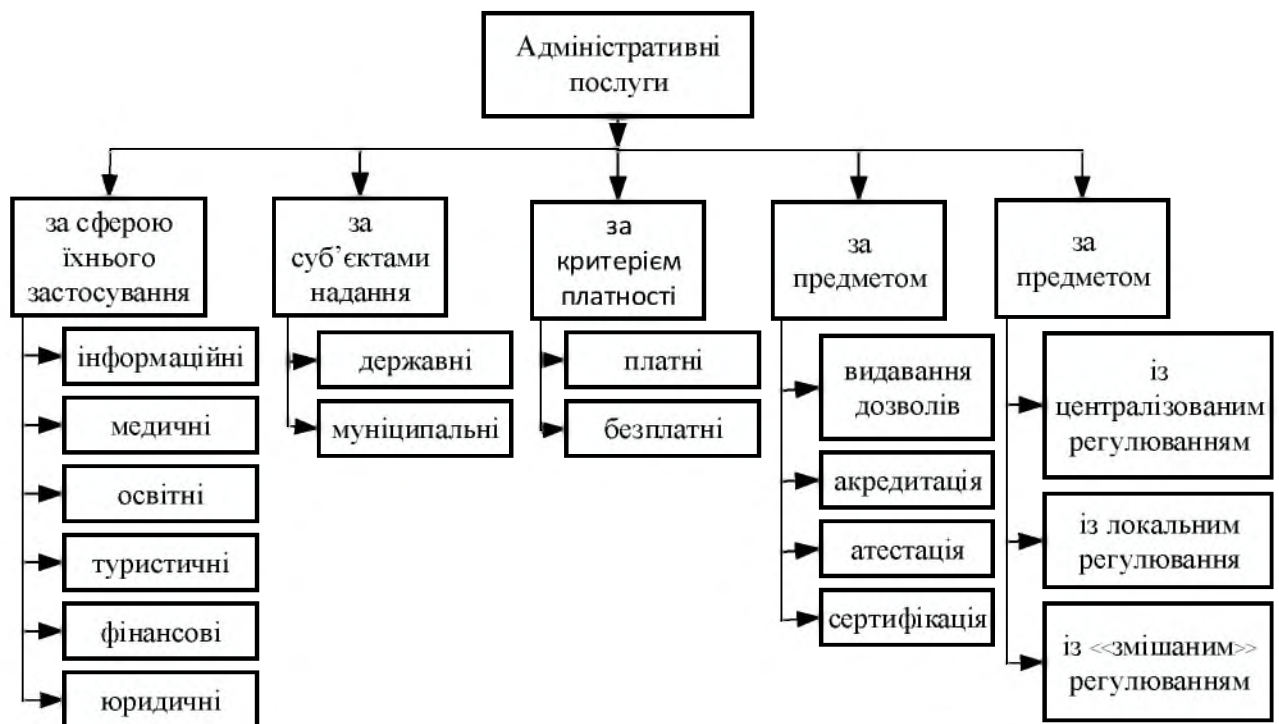 Адміністративні
послуги
за сферою
їхнього
застосування
інформаційні
медичні
освітні
туристичні
фінансові
юридичні
за
суб’єктами
надання
державні
муніципальні
за
критерієм
платності
платні
безплатні
за
предметом
видавання
дозволів
акредитація
атестація
сертифікація
за
предметом
із
централізованим
регулюванням
із локальним
регулювання
із <<змішаним>>
регулюванням